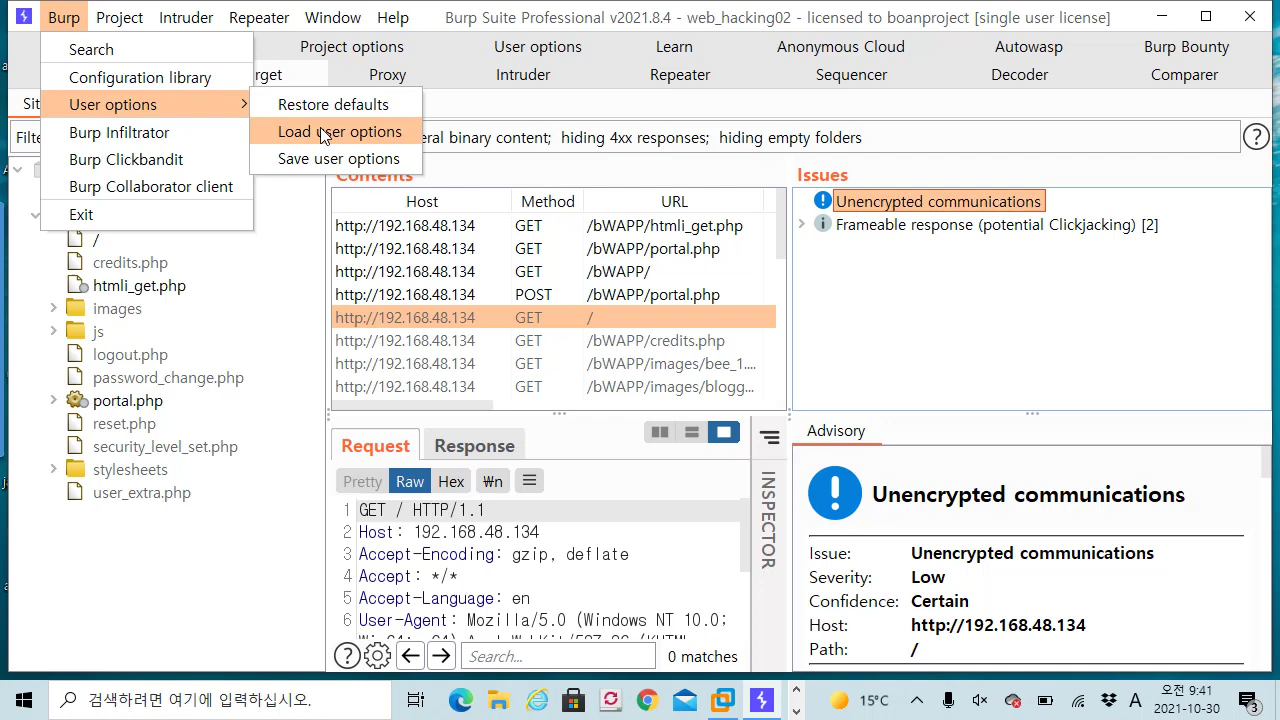 Burp Project Intruder Repeater Window Help Burp Suite Professional v2021.8.4 - web_hacking02 - licensed to boanproject [single user license]
Project options User options Learn Anonymous Cloud Autowasp Burp Bounty
rget Proxy Intruder Repeater Sequencer Decoder Comparer
Search
Configuration library
User options
Burp Infiltrator
Burp Clickbandit
Burp Collaborator client
Exit
Restore defaults
Load user options
Save user options
Sit
Filte
eral binary content; hiding 4xx responses; hiding empty folders
/
credits.php
htmli_get.php
images
js
logout.php
password_change.php
portal.php
reset.php
security_level_set.php
stylesheets
user_extra.php
Contents
Host Method URL
http://192.168.48.134 GET /bWAPP/htmli_get.php
http://192.168.48.134 GET /bWAPP/portal.php
http://192.168.48.134 GET /bWAPP/
http://192.168.48.134 POST /bWAPP/portal.php
http://192.168.48.134 GET /
http://192.168.48.134 GET /bWAPP/credits.php
http://192.168.48.134 GET /bWAPP/images/bee_1....
http://192.168.48.134 GET /bWAPP/images/blogg...
Request Response
Pretty Raw Hex \n
1 GET / HTTP/1.1
2 Host: 192.168.48.134
3 Accept-Encoding: gzip, deflate
4 Accept: */*
5 Accept-Language: en
6 User-Agent: Mozilla/5.0 (Windows NT 10.0;
Search... 0 matches
INSPECTOR
Issues
Unencrypted communications
Frameable response (potential Clickjacking) [2]
Advisory
Unencrypted communications
Issue: Unencrypted communications
Severity: Low
Confidence: Certain
Host: http://192.168.48.134
Path: /
검색하려면 여기에 입력하십시오.
15°C
A
오전 9:41
2021-10-30
3